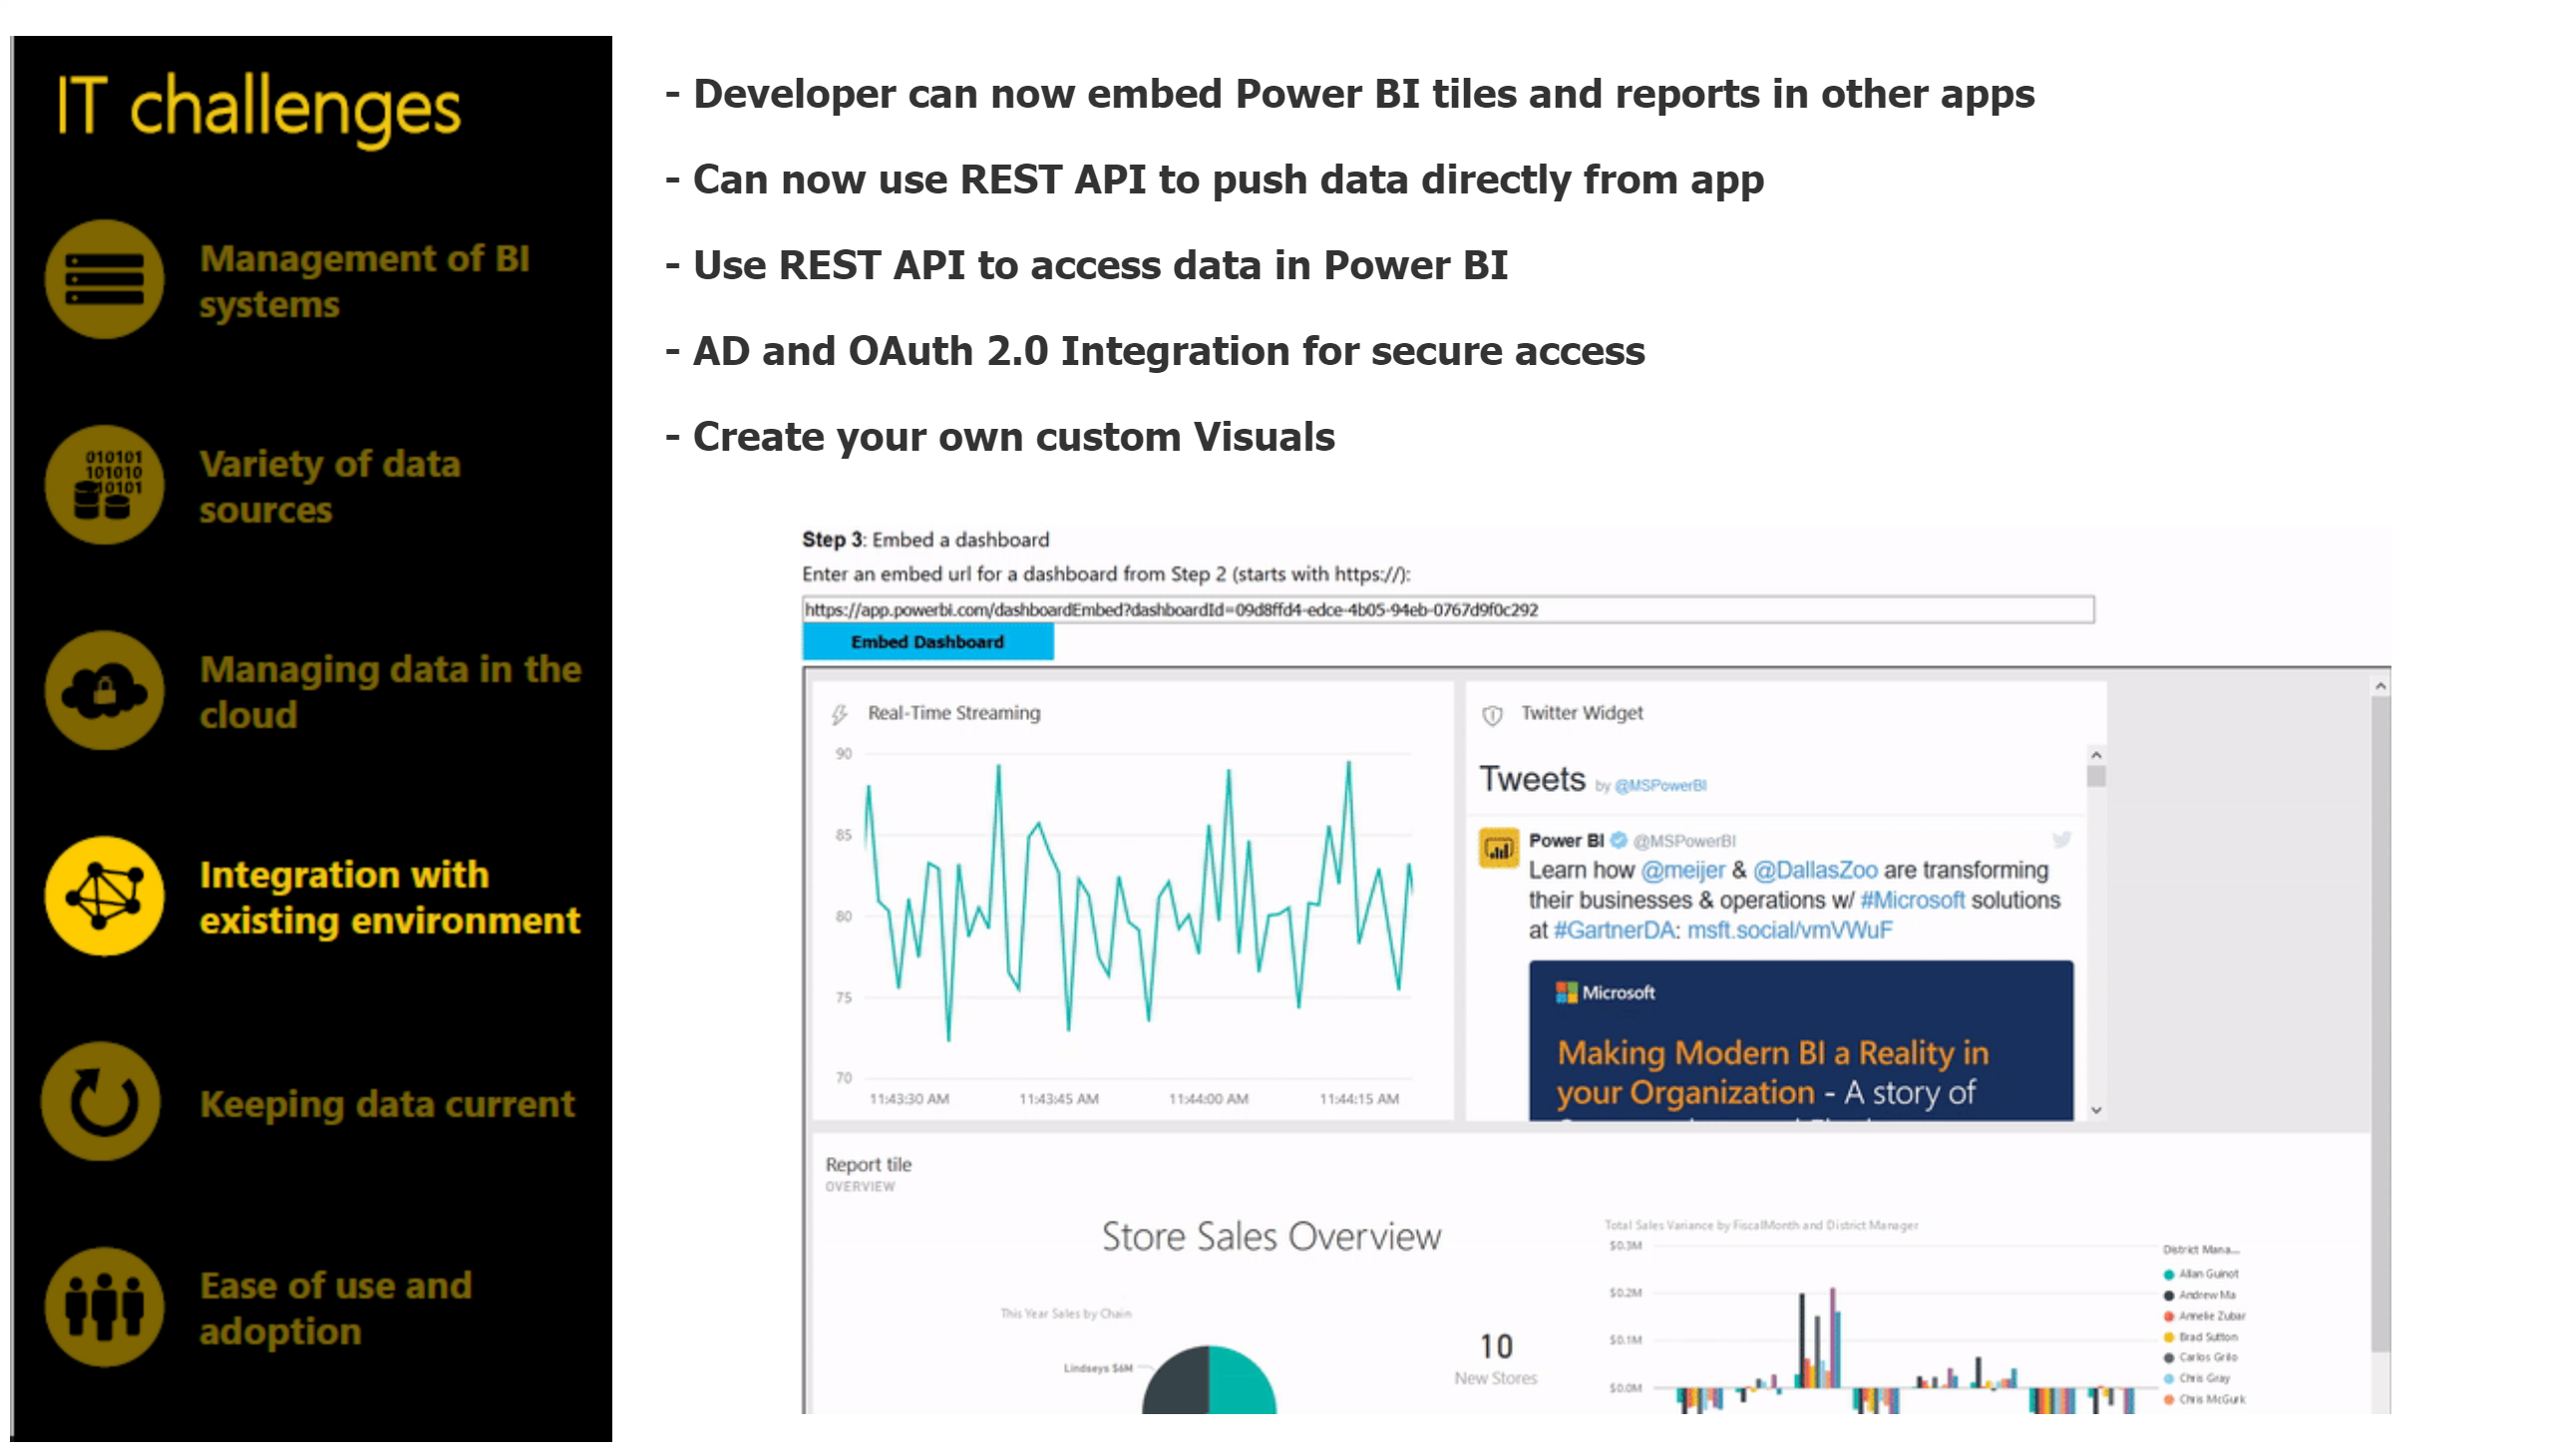 IT challenges
Management of BI
systems
010101
101010
10101
Variety of data
sources
Managing data in the
cloud
Integration with
existing environment
Keeping data current
Ease of use and
adoption
- Developer can now embed Power BI tiles and reports in other apps
- Can now use REST API to push data directly from app
- Use REST API to access data in Power BI
- AD and OAuth 2.0 Integration for secure access
- Create your own custom Visuals
Step 3: Embed a dashboard
Enter an embed url for a dashboard from Step 2 (starts with https://):
https://app.powerbi.com/dashboardEmbed?dashboardId=09d8ffd4-edce-4b05-94eb-0767d9f0c292
Embed Dashboard
Real-Time Streaming
90
85
80
75
70
11:43:30 AM 11:43:45 AM 11:44:00 AM 11:44:15 AM
Twitter Widget
Tweets by @MSPowerBI
Power BI @MSPowerBI
Learn how @meijer & @DallasZoo are transforming
their businesses & operations w/ #Microsoft solutions
at #GartnerDA: msft.social/vmVWuF
Microsoft
Making Modern BI a Reality in
your Organization - A story of
Report tile
OVERVIEW
Store Sales Overview
This Year Sales by Chain
Lindseys $6M
10
New Stores
Total Sales Variance by FiscalMonth and District Manager
$0.3M
$0.2M
$0.1M
$0.0M
District Mana...
Allan Guinot
Andrew Ma
Annelie Zubar
Brad Sutton
Carlos Grilo
Chris Gray
Chris McGurk